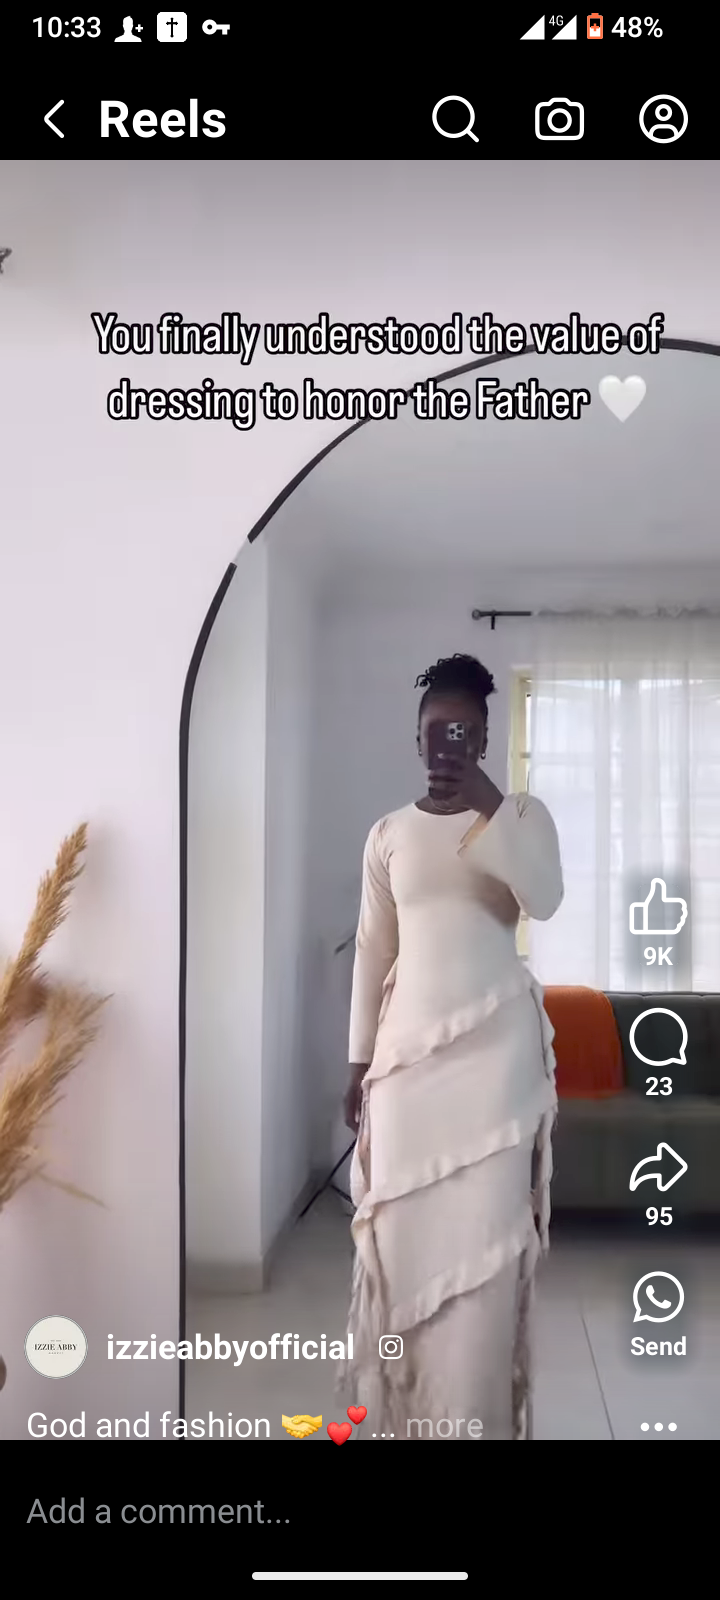 10:33
4G
48%
Reels
You finally understood the value of
dressing to honor the Father 🤍
9K
23
95
Send
IZZIE ABBY
izzieabbyofficial
God and fashion 🤝💕... more
Add a comment...